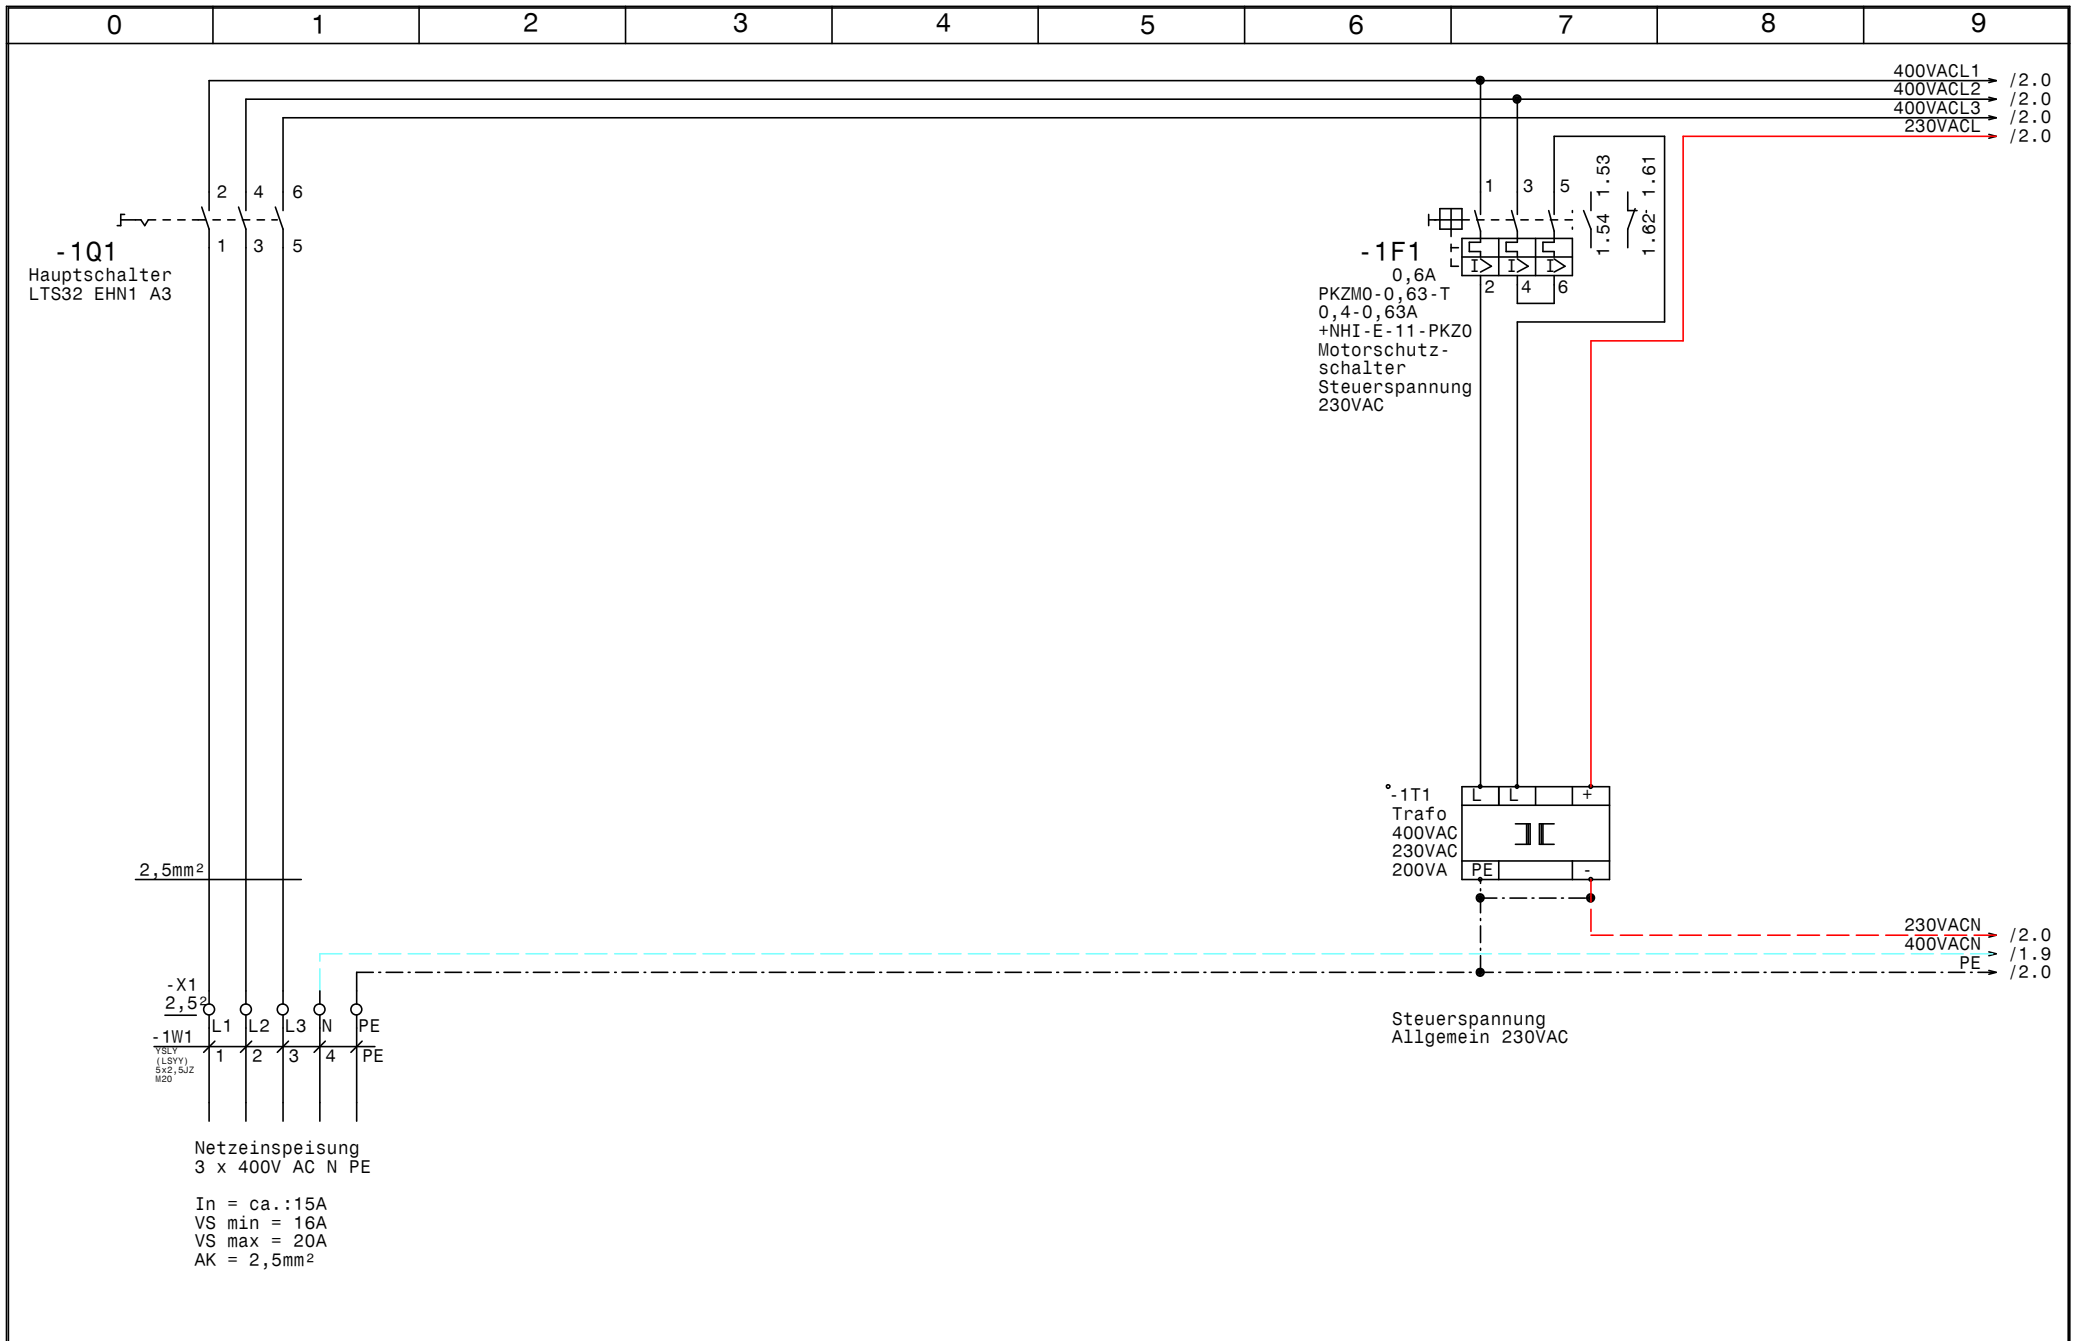 0 1 2 3 4 5 6 7 8 9
400VACL1 /2.0
400VACL2 /2.0
400VACL3 /2.0
230VACL /2.0
2 4 6
1 3 5
-1Q1
Hauptschalter
LTS32 EHN1 A3
1 3 5
1.53
1.54
1.61
1.62
-1F1
I> I> I>
2 4 6
0,6A
PKZM0-0,63-T
0,4-0,63A
+NHI-E-11-PKZ0
Motorschutz-
schalter
Steuerspannung
230VAC
-1T1
Trafo
400VAC
230VAC
200VA
L L +
PE -
2,5mm²
230VACN /2.0
400VACN /1.9
PE /2.0
-X1
2,5²
L1 L2 L3 N PE
-1W1
YSLY
(LSYY)
5x2,5JZ
M20
1 2 3 4 PE
Steuerspannung
Allgemein 230VAC
Netzeinspeisung
3 x 400V AC N PE
In = ca.:15A
VS min = 16A
VS max = 20A
AK = 2,5mm²